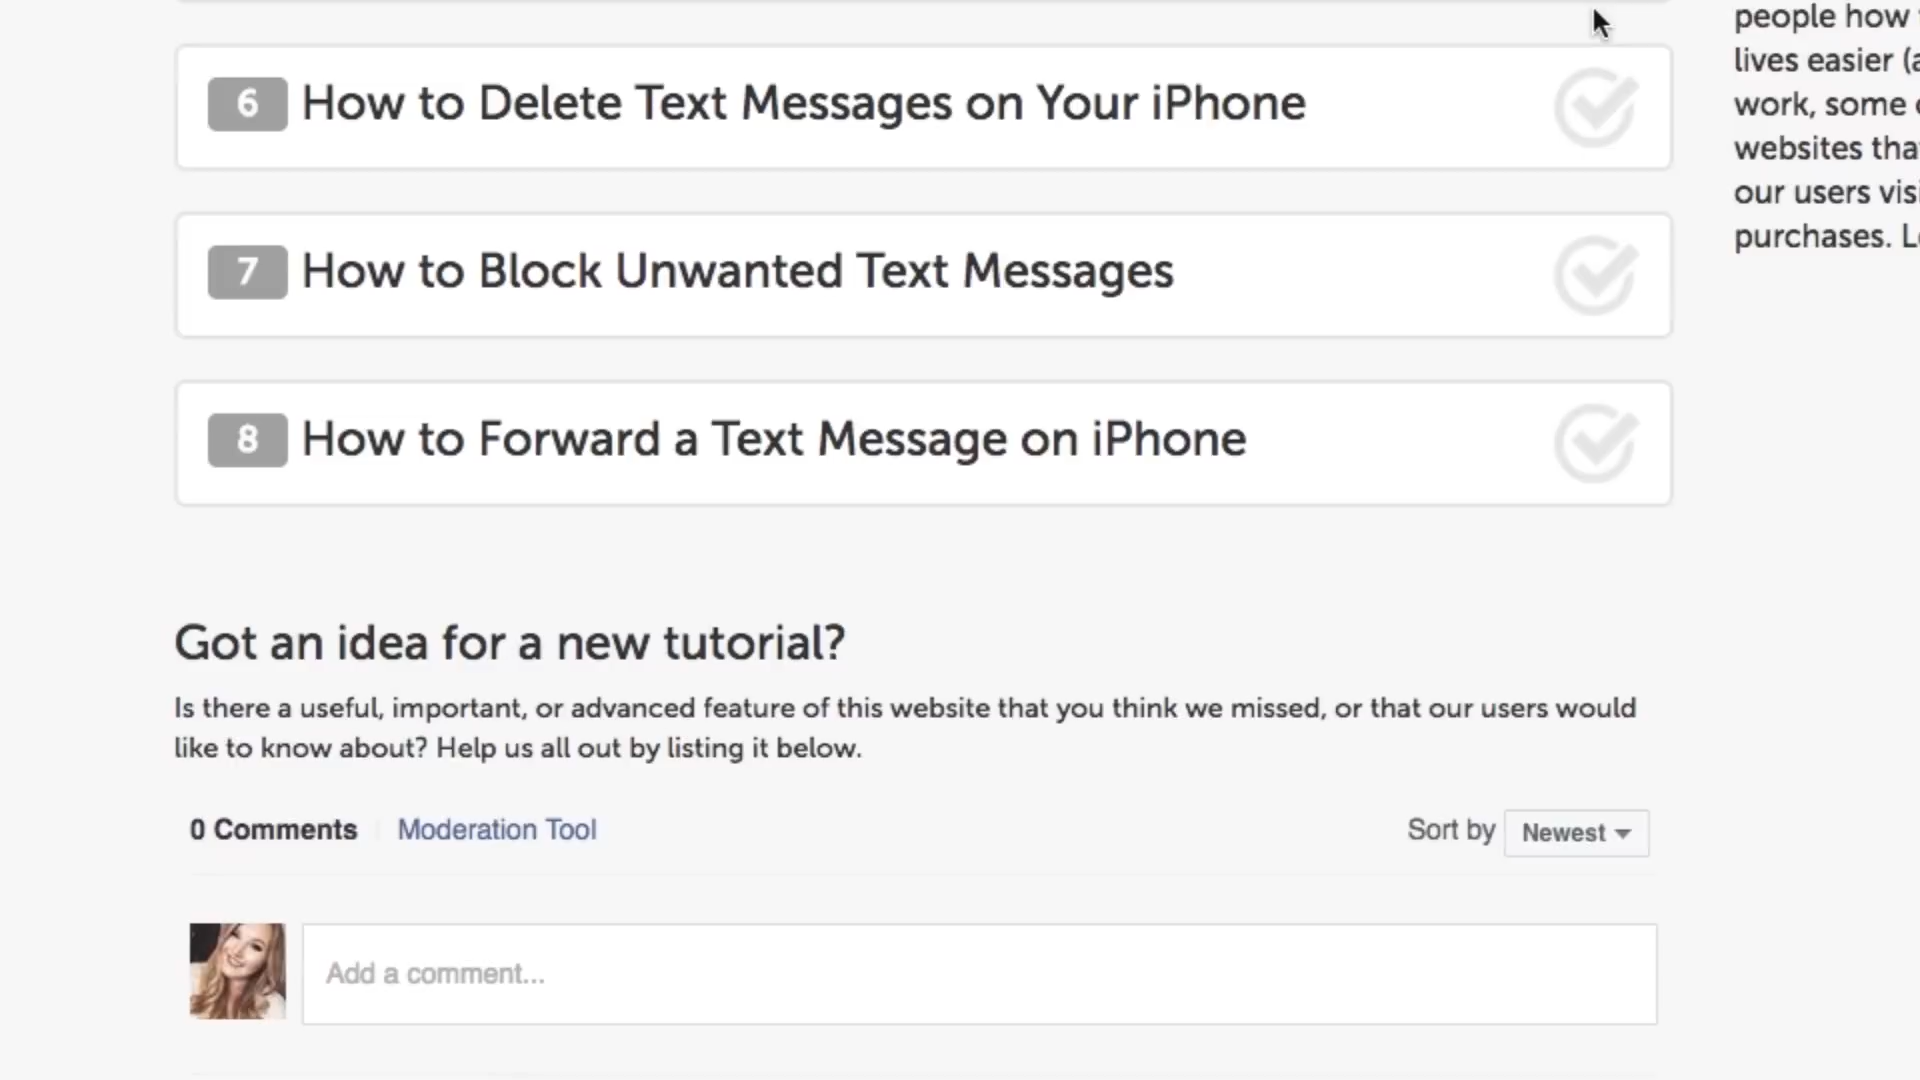 6 How to Delete Text Messages on Your iPhone
7 How to Block Unwanted Text Messages
8 How to Forward a Text Message on iPhone
Got an idea for a new tutorial?
Is there a useful, important, or advanced feature of this website that you think we missed, or that our users would
like to know about? Help us all out by listing it below.
0 Comments Moderation Tool Sort by Newest
Add a comment...
people how
lives easier
work, some
websites
our users
purchases.